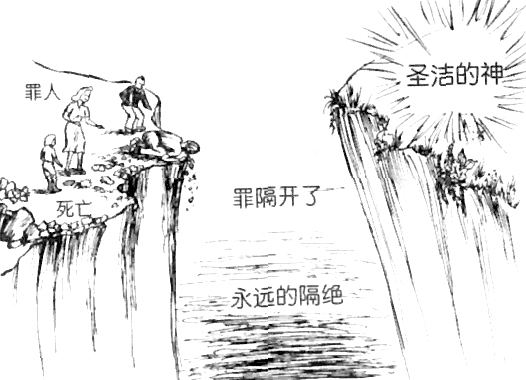 圣洁的神
罪人
罪隔开了
死亡
永远的隔绝